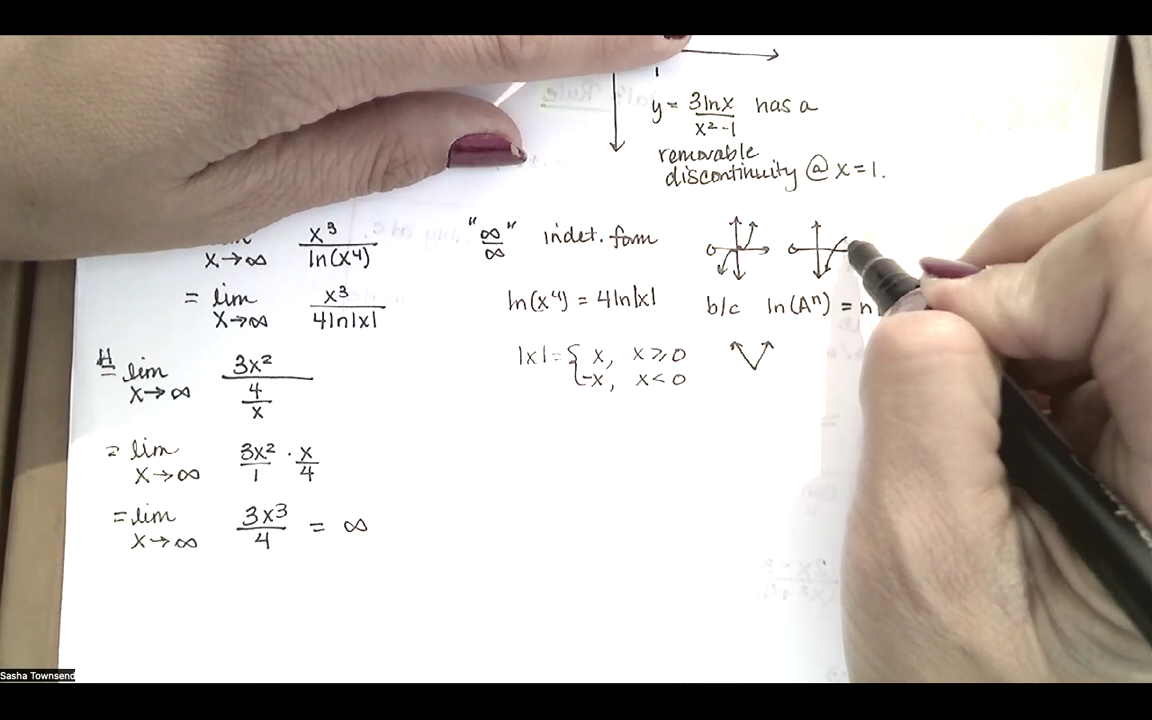 y = 3lnx / x² - 1 has a
removable
discontinuity @ x = 1.
x→∞ x³ / ln(x⁴) "∞/∞" indet. form
= lim x→∞ x³ / 4ln|x| ln(x⁴) = 4ln|x| b/c ln(Aⁿ) = n
|x| = { x, x ≥ 0
-x, x < 0
H= lim x→∞ 3x² / 4/x
= lim x→∞ 3x²/1 · x/4
= lim x→∞ 3x³/4 = ∞
Sasha Townsend